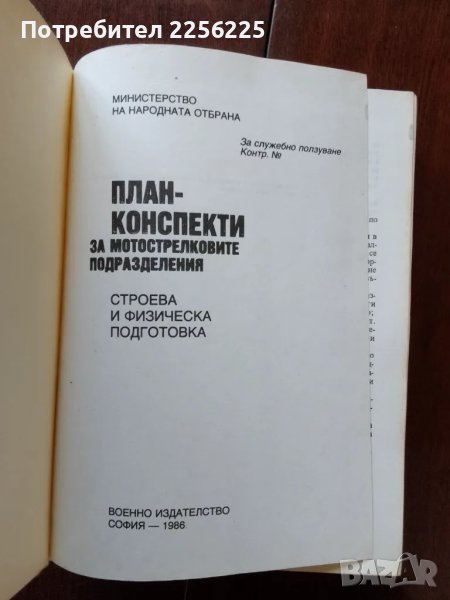 Потребител 2256225
МИНИСТЕРСТВО
НА НАРОДНАТА ОТБРАНА
За служебно ползуване
Контр. №
ПЛАН-
КОНСПЕКТИ
ЗА МОТОСТРЕЛКОВИТЕ
ПОДРАЗДЕЛЕНИЯ
СТРОЕВА
И ФИЗИЧЕСКА
ПОДГОТОВКА
ВОЕННО ИЗДАТЕЛСТВО
СОФИЯ — 1986
BAZAR